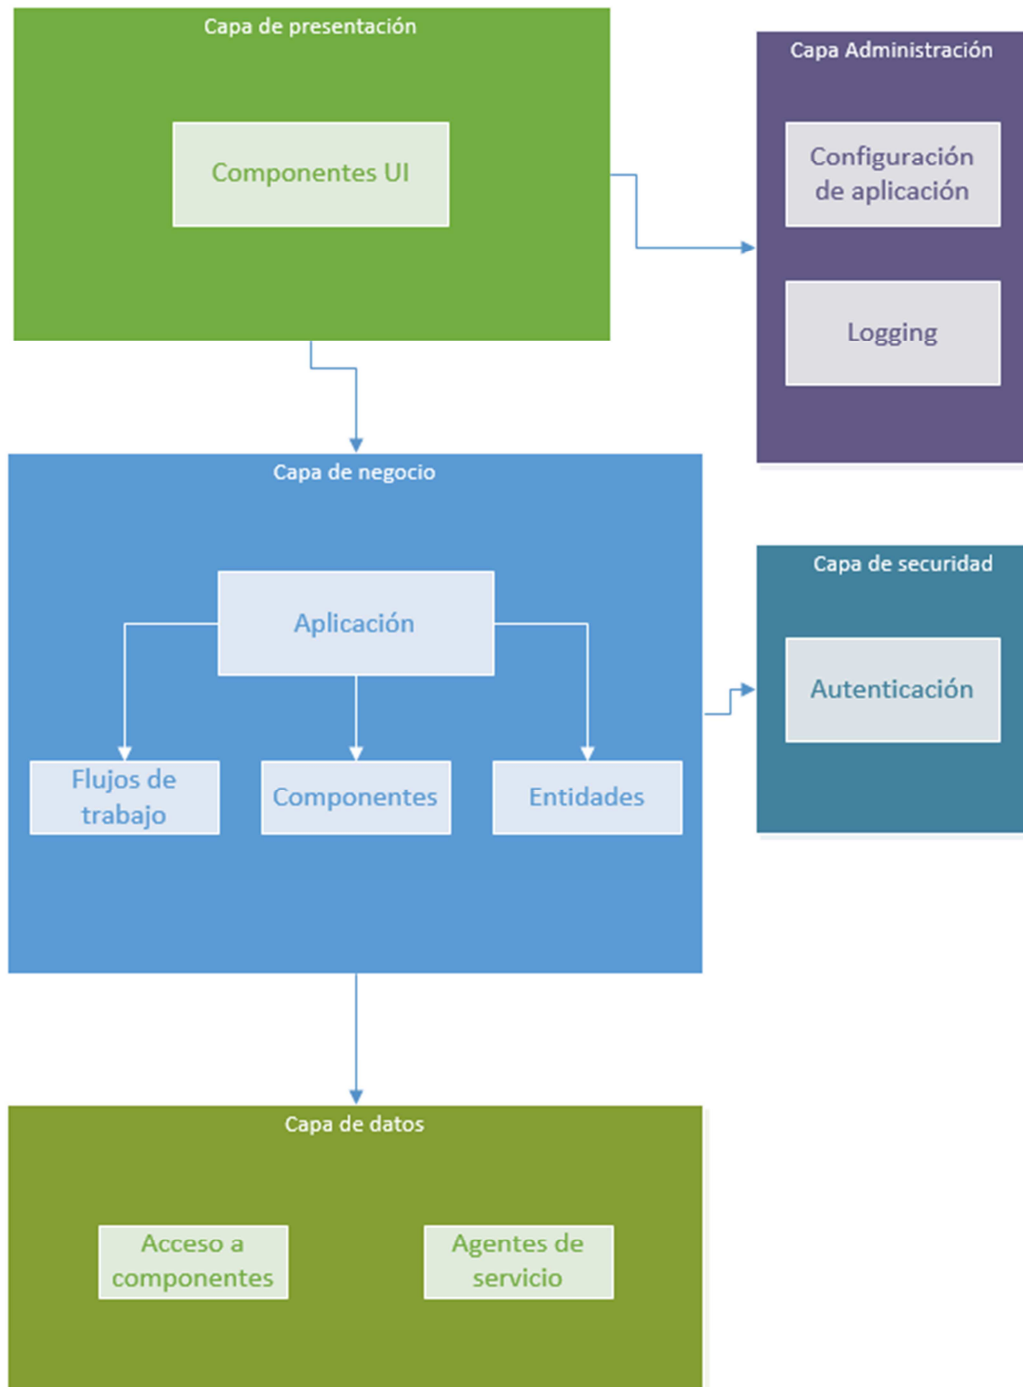 Capa de presentación
Componentes UI
Capa Administración
Configuración
de aplicación
Logging
Capa de negocio
Aplicación
Flujos de
trabajo
Componentes
Entidades
Capa de securidad
Autenticación
Capa de datos
Acceso a
componentes
Agentes de
servicio